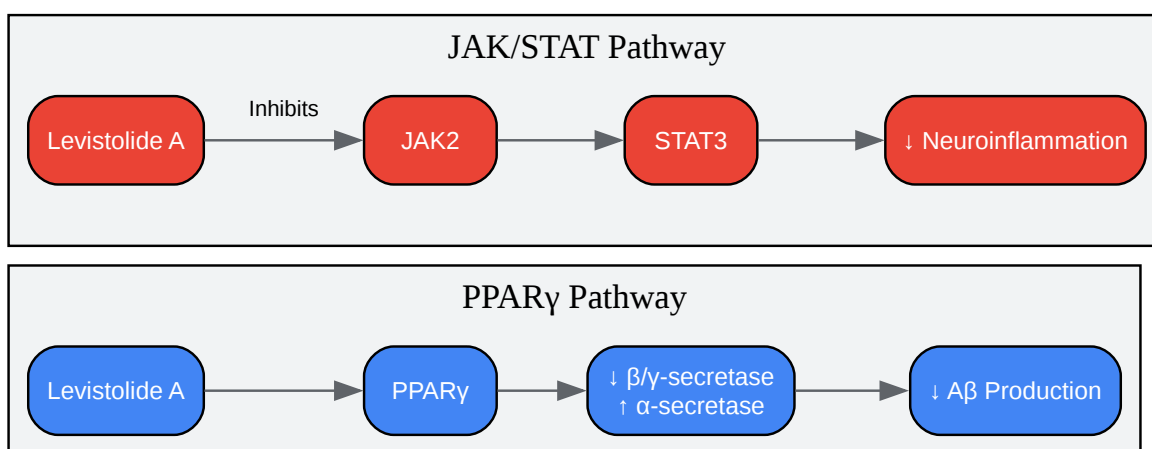 JAK/STAT Pathway
Levistolide A
Inhibits
JAK2
STAT3
↓ Neuroinflammation
PPARγ Pathway
Levistolide A
PPARγ
↓ β/γ-secretase
↑ α-secretase
↓ Aβ Production